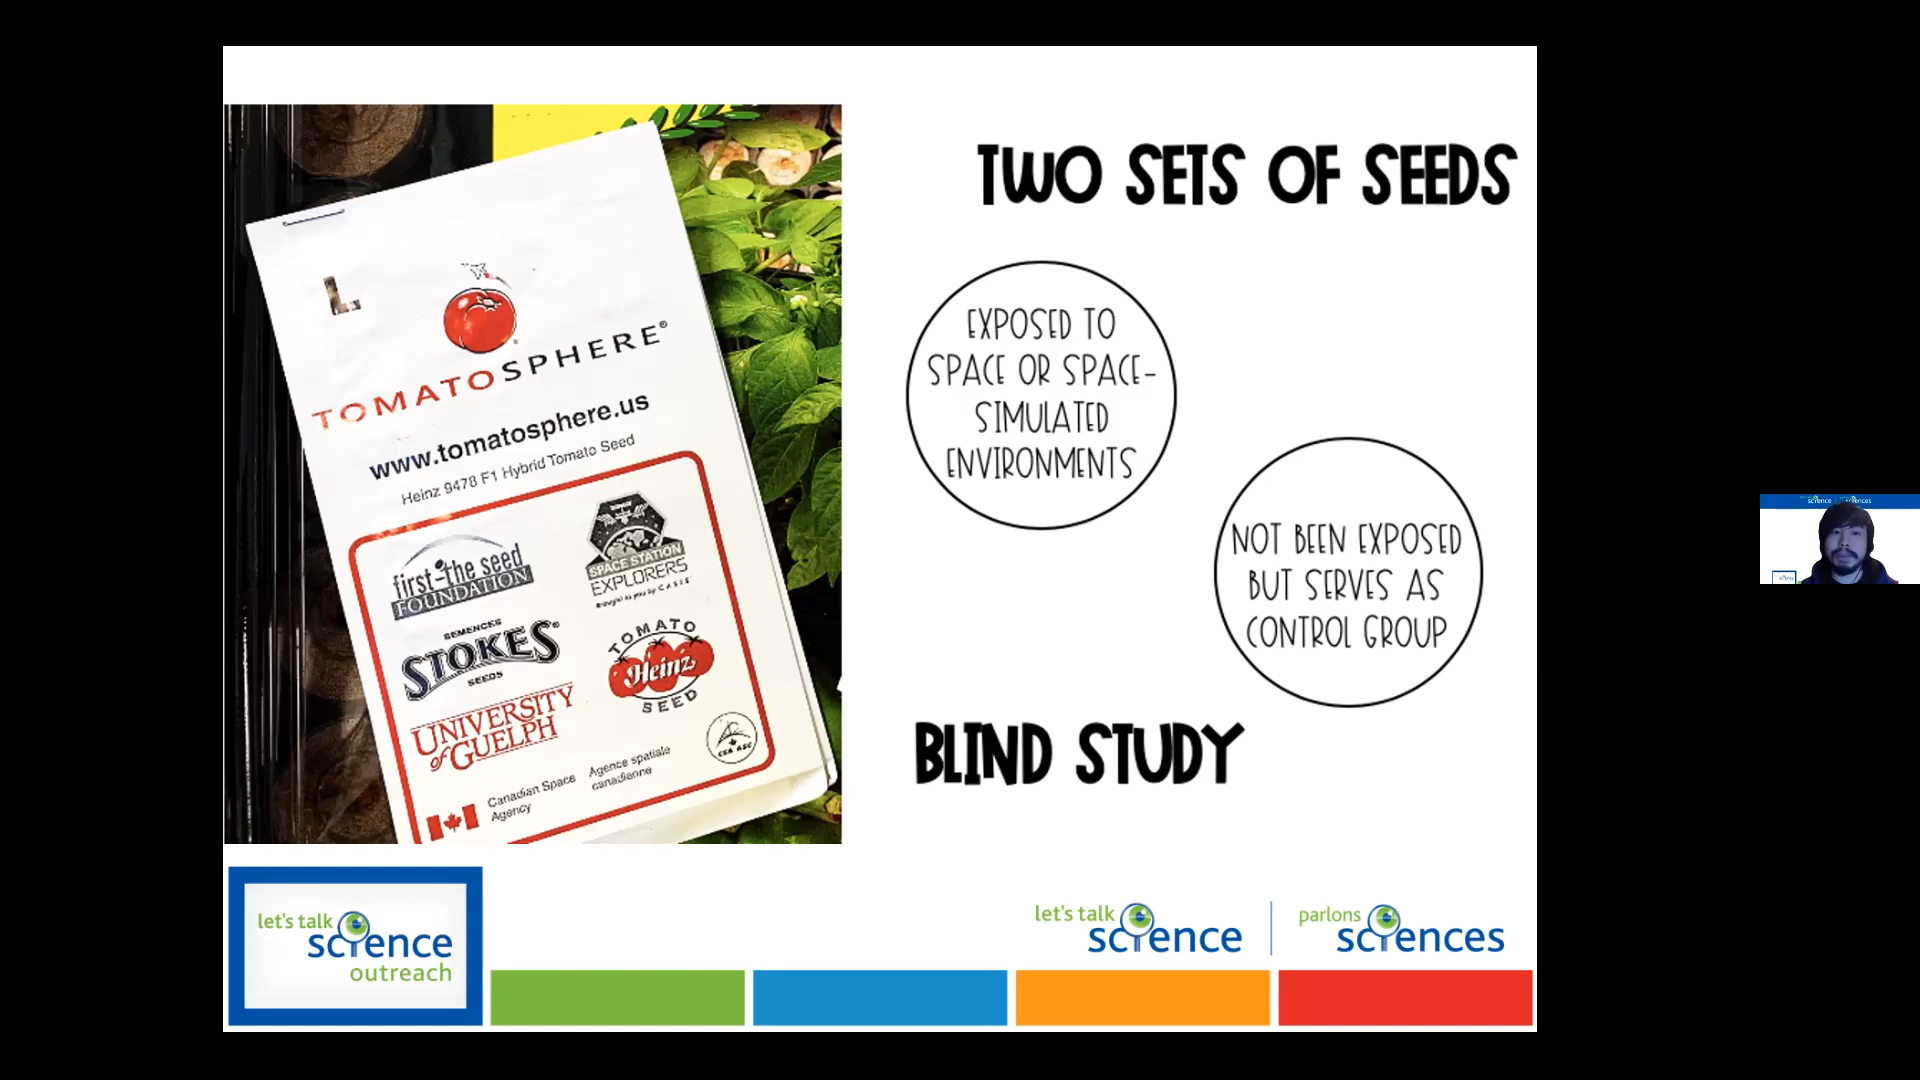 TWO SETS OF SEEDS
EXPOSED TO
SPACE OR SPACE-
SIMULATED
ENVIRONMENTS
NOT BEEN EXPOSED
BUT SERVES AS
CONTROL GROUP
BLIND STUDY
L
TOMATOSPHERE®
www.tomatosphere.us
Heinz 9478 F1 Hybrid Tomato Seed
first-the seed
FOUNDATION
SPACE STATION
EXPLORERS
Brought to you by CASIS
SEMENCES
STOKES®
SEEDS
TOMATO
Heinz
SEED
UNIVERSITY
of GUELPH
Canadian Space
Agency
Agence spatiale
canadienne
CSA ASC
let's talk
science
outreach
let's talk
science
parlons
sciences